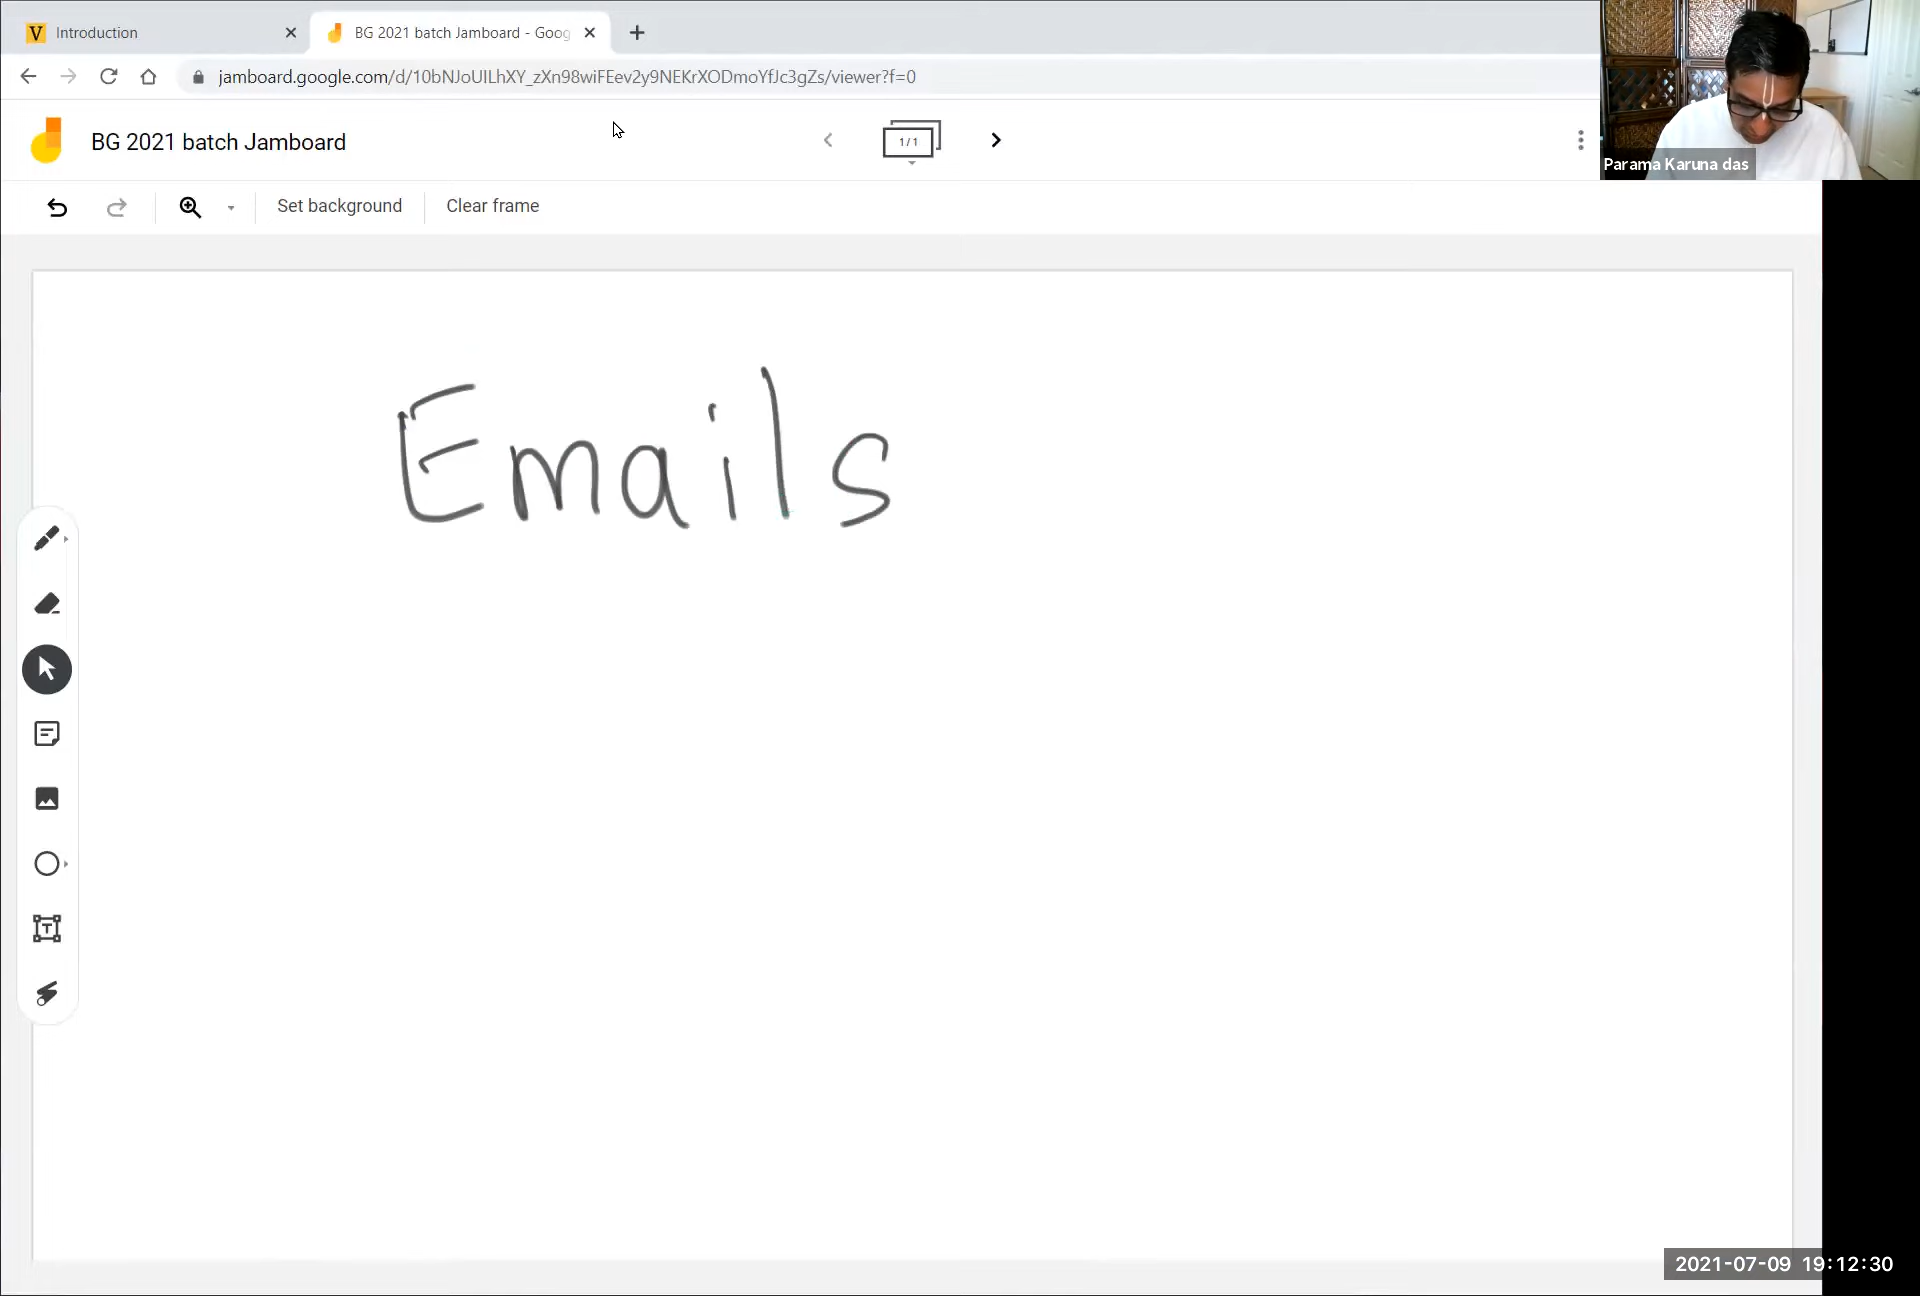 V Introduction
BG 2021 batch Jamboard - Goog
jamboard.google.com/d/10bNJoUILhXY_zXn98wiFEev2y9NEKrXODmoYfJc3gZs/viewer?f=0
BG 2021 batch Jamboard
1/1
Parama Karuna das
Set background
Clear frame
Emails
T
2021-07-09 19:12:30